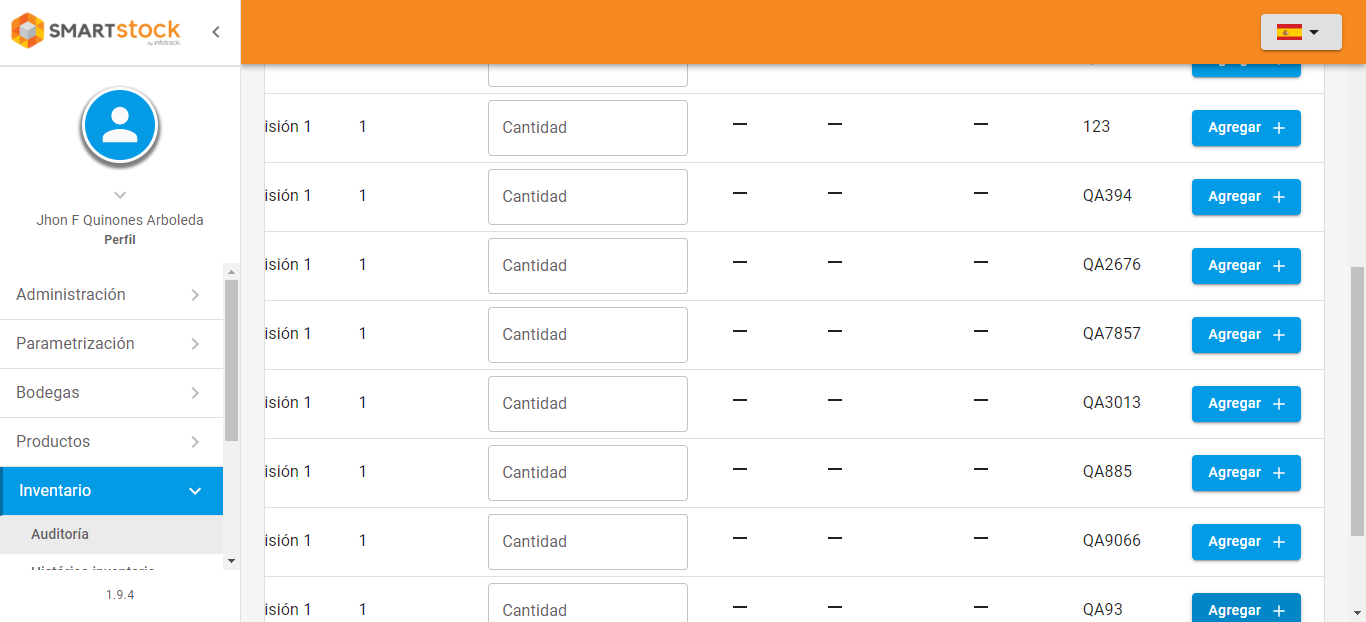 SMARTstock
by infotrack
Jhon F Quinones Arboleda
Perfil
Administración
Parametrización
Bodegas
Productos
Inventario
Auditoría
Histórico inventario
1.9.4
isión 1 1 Cantidad — — — 123 Agregar +
isión 1 1 Cantidad — — — QA394 Agregar +
isión 1 1 Cantidad — — — QA2676 Agregar +
isión 1 1 Cantidad — — — QA7857 Agregar +
isión 1 1 Cantidad — — — QA3013 Agregar +
isión 1 1 Cantidad — — — QA885 Agregar +
isión 1 1 Cantidad — — — QA9066 Agregar +
isión 1 1 Cantidad — — — QA93 Agregar +